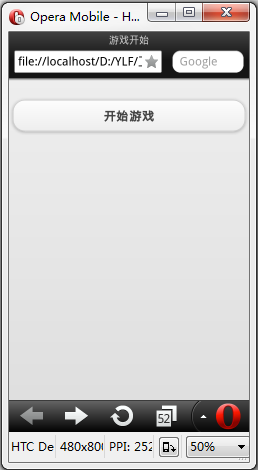 Opera Mobile - H...
游戏开始
file://localhost/D:/YLF/
Google
开始游戏
52
HTC De 480x80 PPI: 252 50%